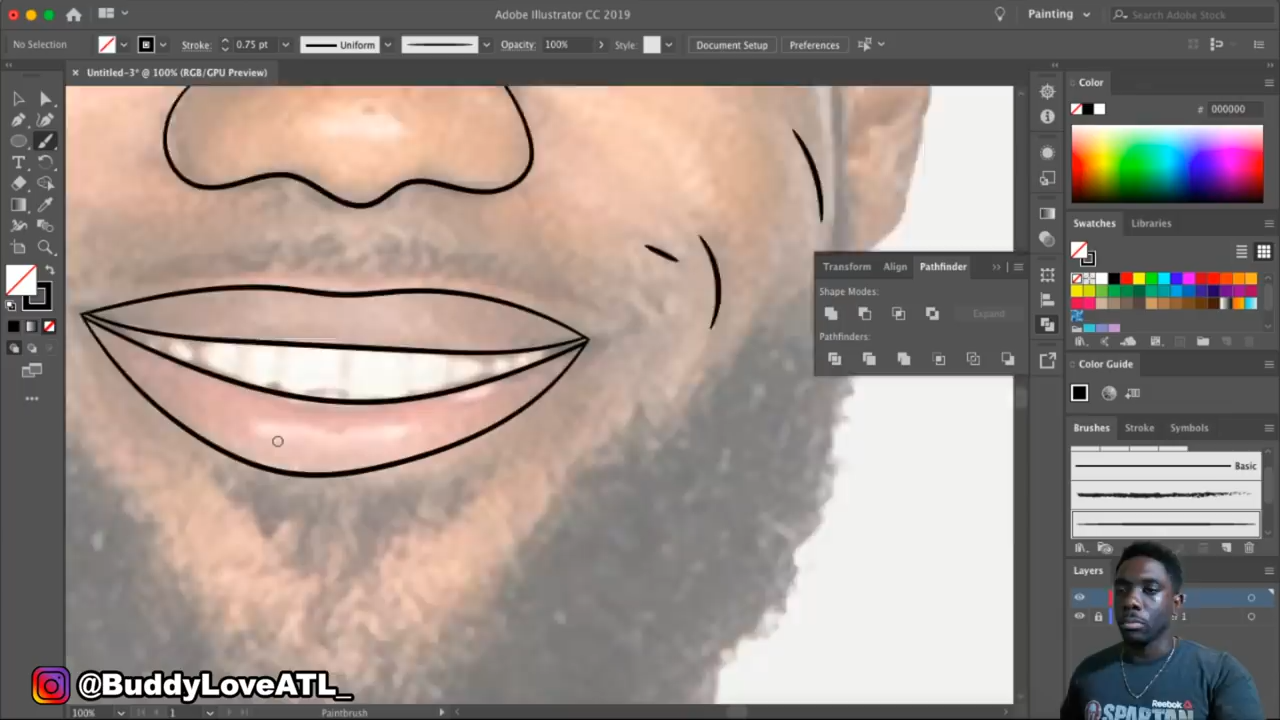 Adobe Illustrator CC 2019
Painting
Search Adobe Stock
No Selection
Stroke:
0.75 pt
Uniform
Opacity:
100%
Style:
Document Setup
Preferences
Untitled-3* @ 100% (RGB/GPU Preview)
Color
# 000000
Swatches
Libraries
Transform
Align
Pathfinder
Shape Modes:
Expand
Pathfinders:
Color Guide
Brushes
Stroke
Symbols
Basic
Layers
@BuddyLoveATL_
Reebok
SPARTAN
100%
1
Paintbrush